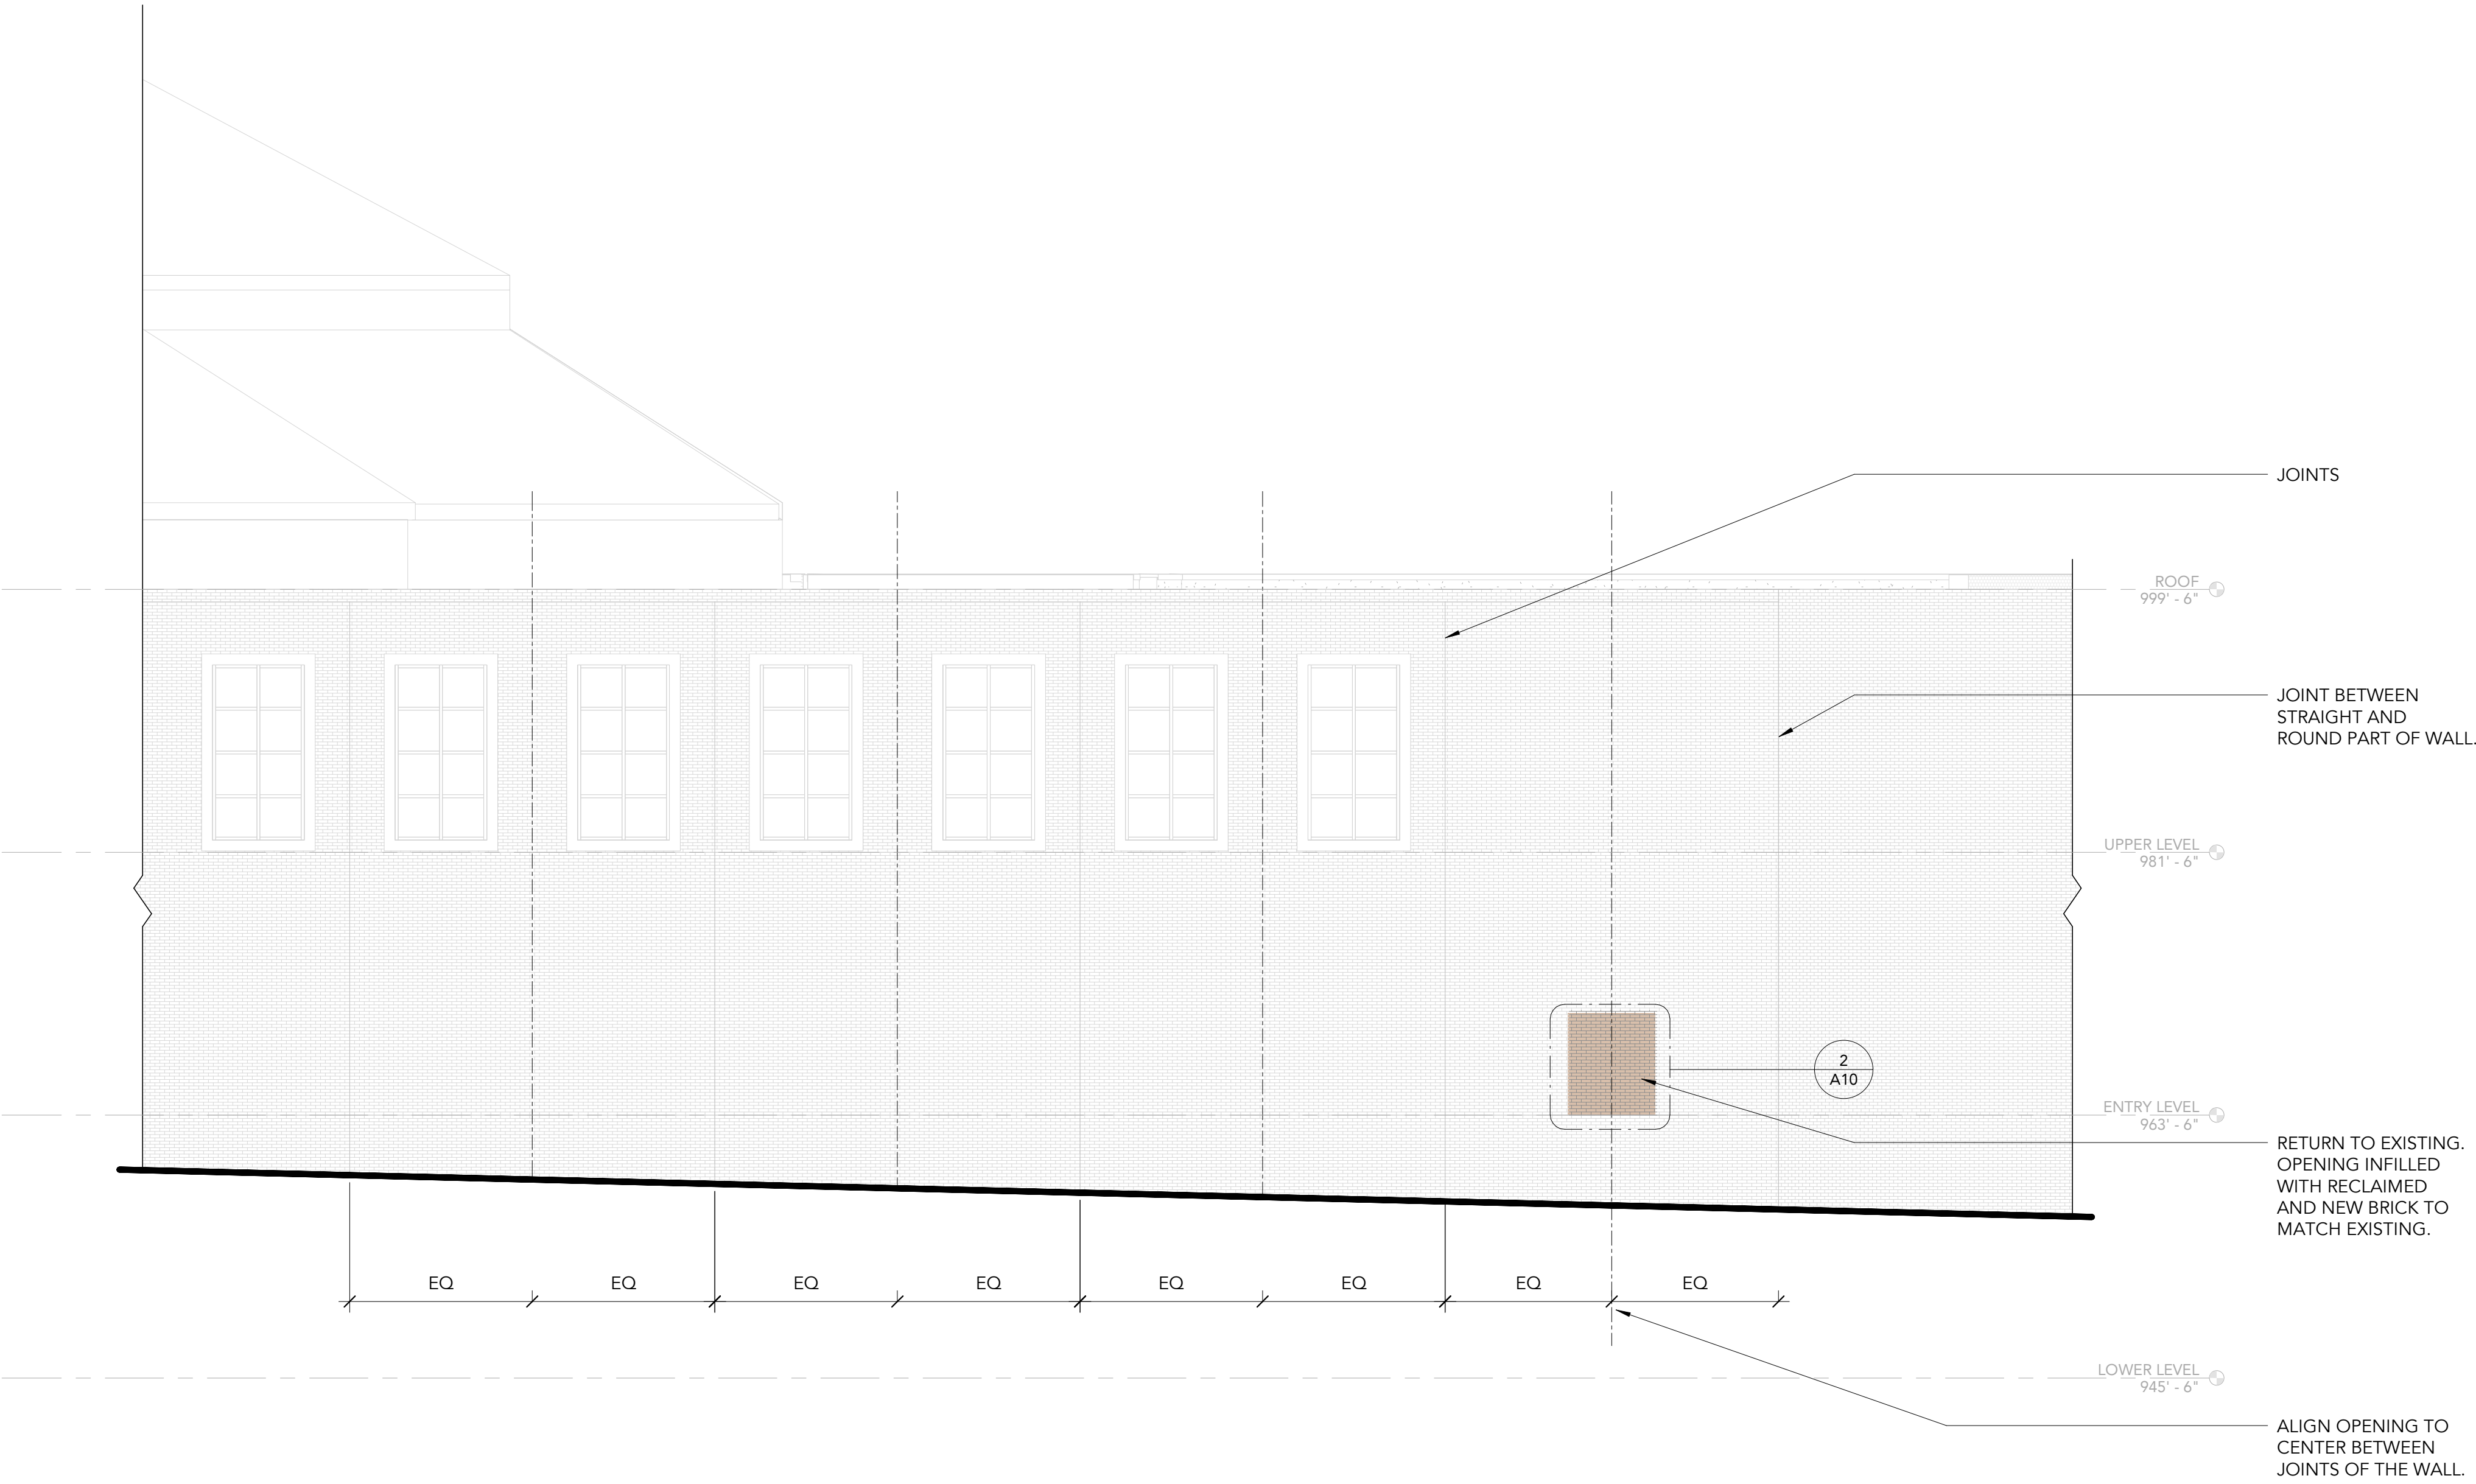 JOINTS
ROOF
999' - 6"
JOINT BETWEEN
STRAIGHT AND
ROUND PART OF WALL.
UPPER LEVEL
981' - 6"
2
A10
ENTRY LEVEL
963' - 6"
RETURN TO EXISTING.
OPENING INFILLED
WITH RECLAIMED
AND NEW BRICK TO
MATCH EXISTING.
EQ EQ EQ EQ EQ EQ EQ EQ
LOWER LEVEL
945' - 6"
ALIGN OPENING TO
CENTER BETWEEN
JOINTS OF THE WALL.